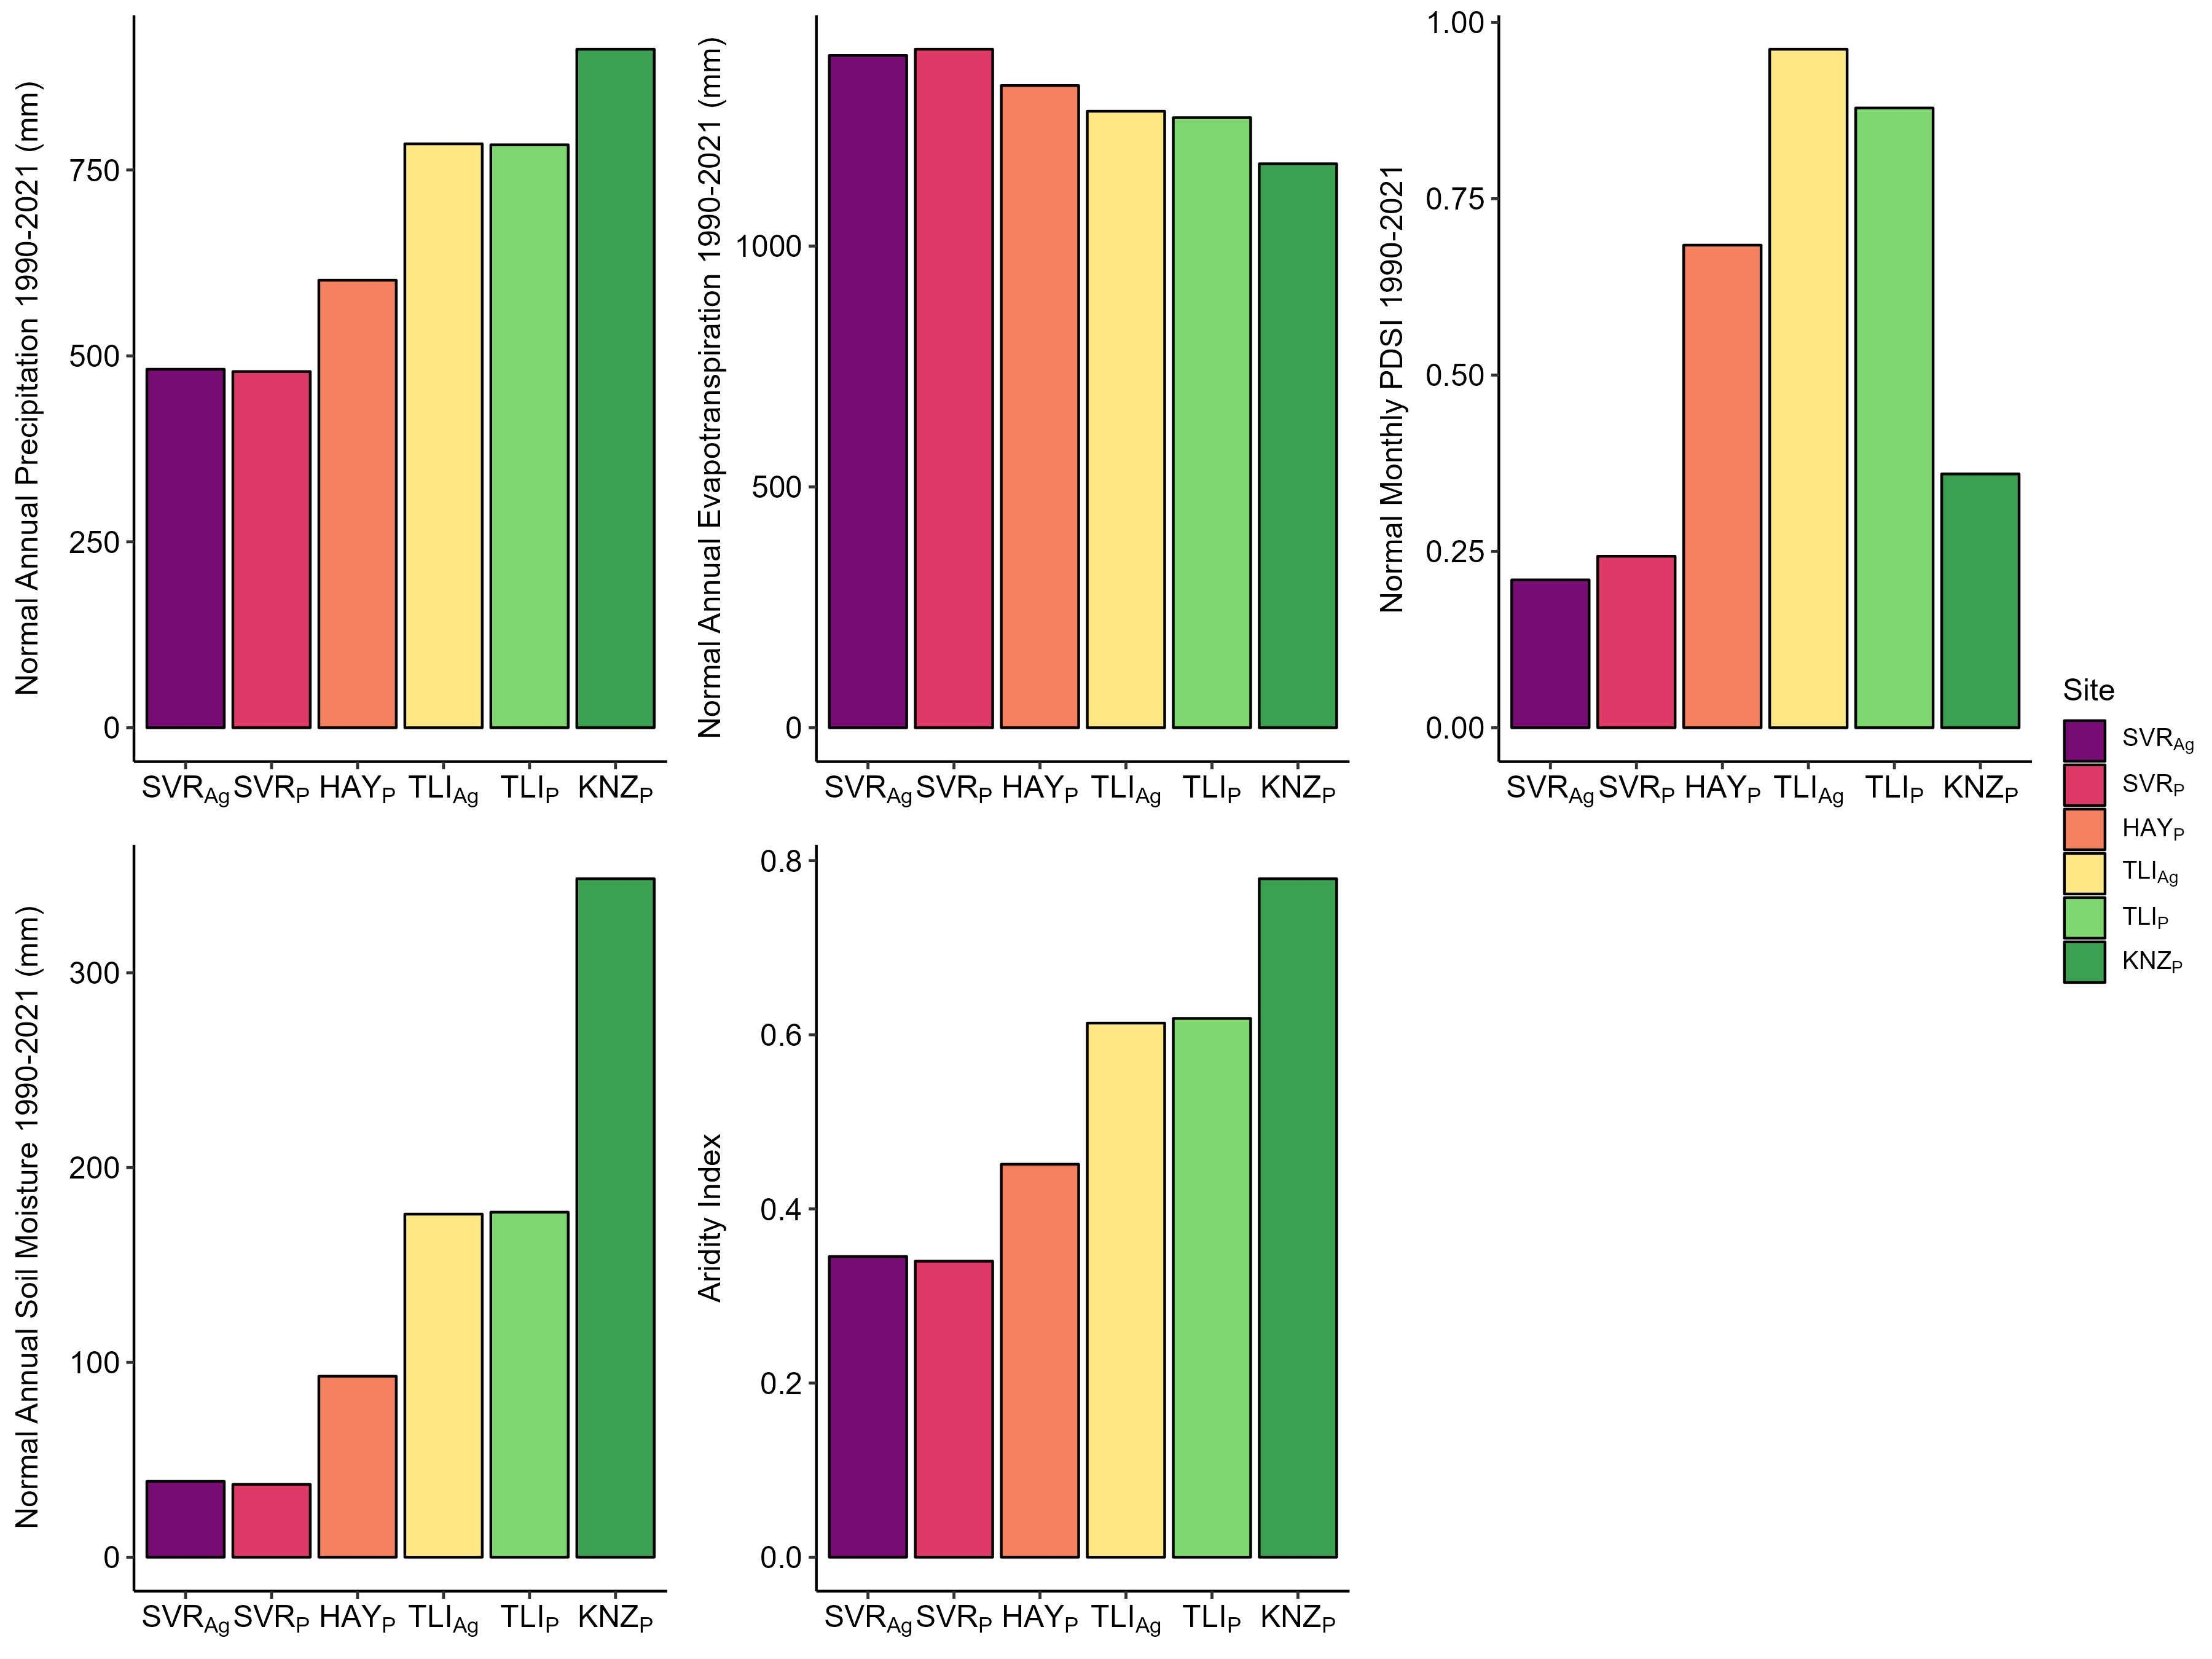 Normal Annual Precipitation 1990-2021 (mm)
750
500
250
0
SVRAg SVRP HAYP TLIAg TLIP KNZP
Normal Annual Evapotranspiration 1990-2021 (mm)
1000
500
0
SVRAg SVRP HAYP TLIAg TLIP KNZP
Normal Monthly PDSI 1990-2021
1.00
0.75
0.50
0.25
0.00
SVRAg SVRP HAYP TLIAg TLIP KNZP
Site
SVRAg
SVRP
HAYP
TLIAg
TLIP
KNZP
Normal Annual Soil Moisture 1990-2021 (mm)
300
200
100
0
SVRAg SVRP HAYP TLIAg TLIP KNZP
Aridity Index
0.8
0.6
0.4
0.2
0.0
SVRAg SVRP HAYP TLIAg TLIP KNZP